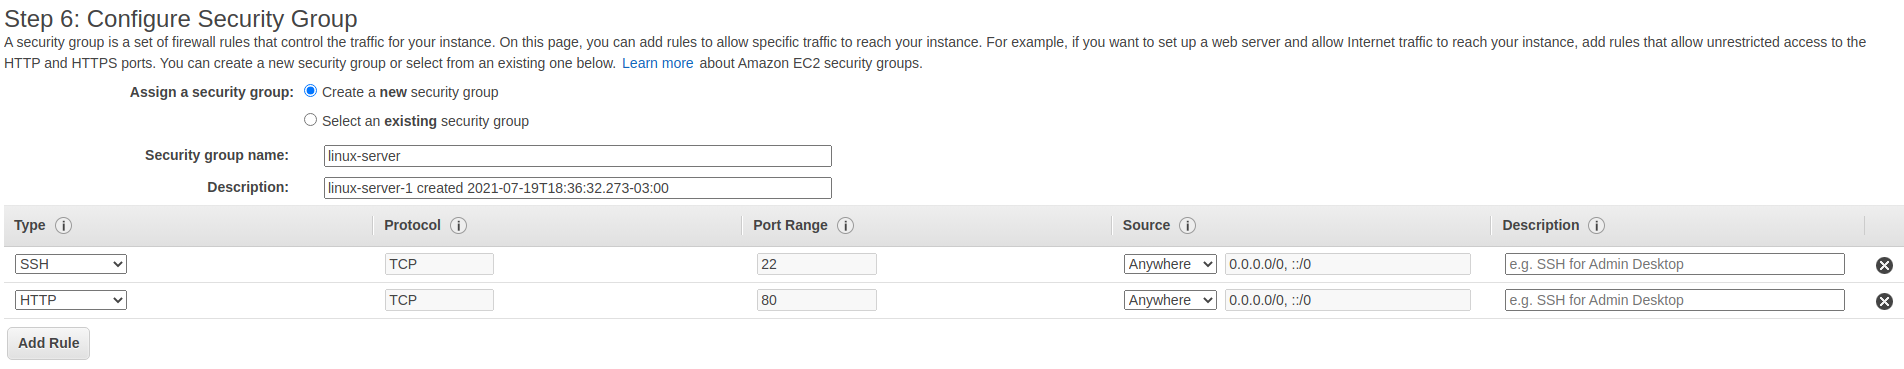 Step 6: Configure Security Group
A security group is a set of firewall rules that control the traffic for your instance. On this page, you can add rules to allow specific traffic to reach your instance. For example, if you want to set up a web server and allow Internet traffic to reach your instance, add rules that allow unrestricted access to the
HTTP and HTTPS ports. You can create a new security group or select from an existing one below. Learn more about Amazon EC2 security groups.
Assign a security group: Create a new security group
Select an existing security group
Security group name: linux-server
Description: linux-server-1 created 2021-07-19T18:36:32.273-03:00
Type i Protocol i Port Range i Source i Description i
SSH TCP 22 Anywhere 0.0.0.0/0, ::/0 e.g. SSH for Admin Desktop
HTTP TCP 80 Anywhere 0.0.0.0/0, ::/0 e.g. SSH for Admin Desktop
Add Rule